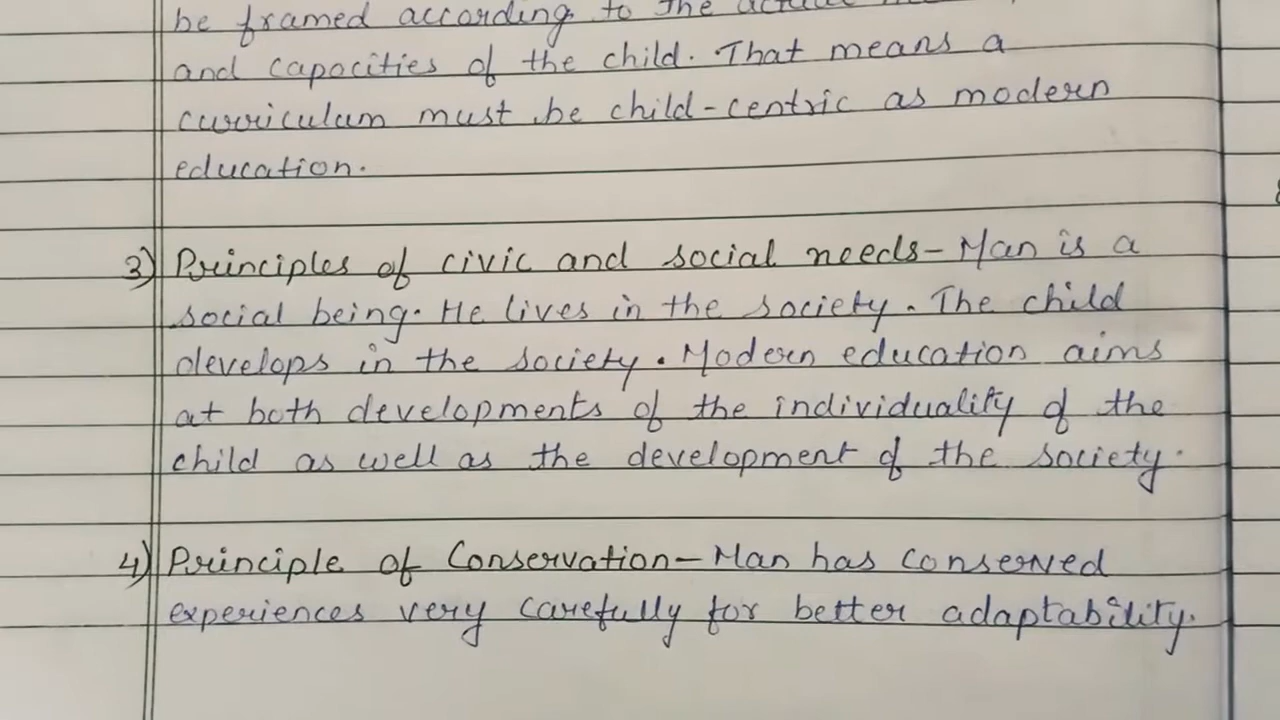 be framed according to the actual
and capacities of the child. That means a
curriculum must be child-centric as modern
education.
3) Principles of civic and social needs- Man is a
social being. He lives in the society. The child
develops in the society. Modern education aims
at both developments of the individuality of the
child as well as the development of the society.
4) Principle of Conservation- Man has conserved
experiences very carefully for better adaptability.